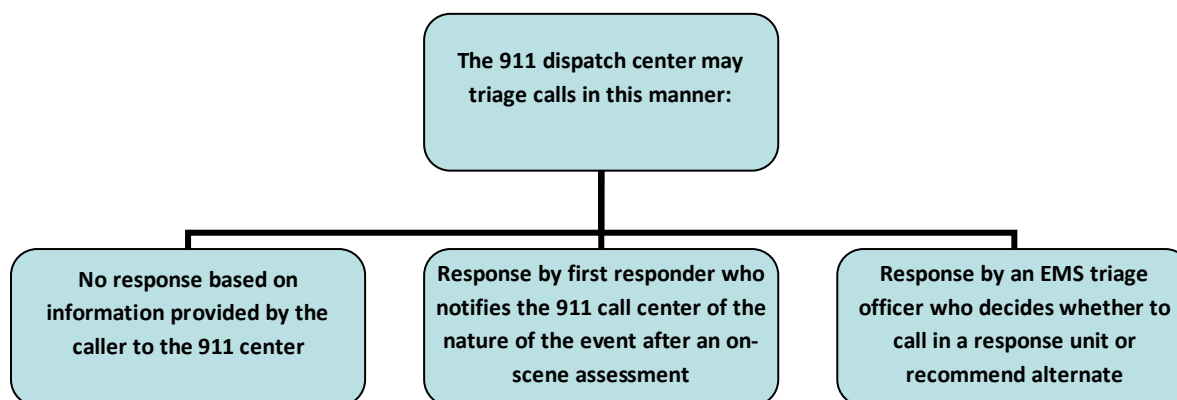 The 911 dispatch center may
triage calls in this manner:
No response based on
information provided by the
caller to the 911 center
Response by first responder who
notifies the 911 call center of the
nature of the event after an on-
scene assessment
Response by an EMS triage
officer who decides whether to
call in a response unit or
recommend alternate